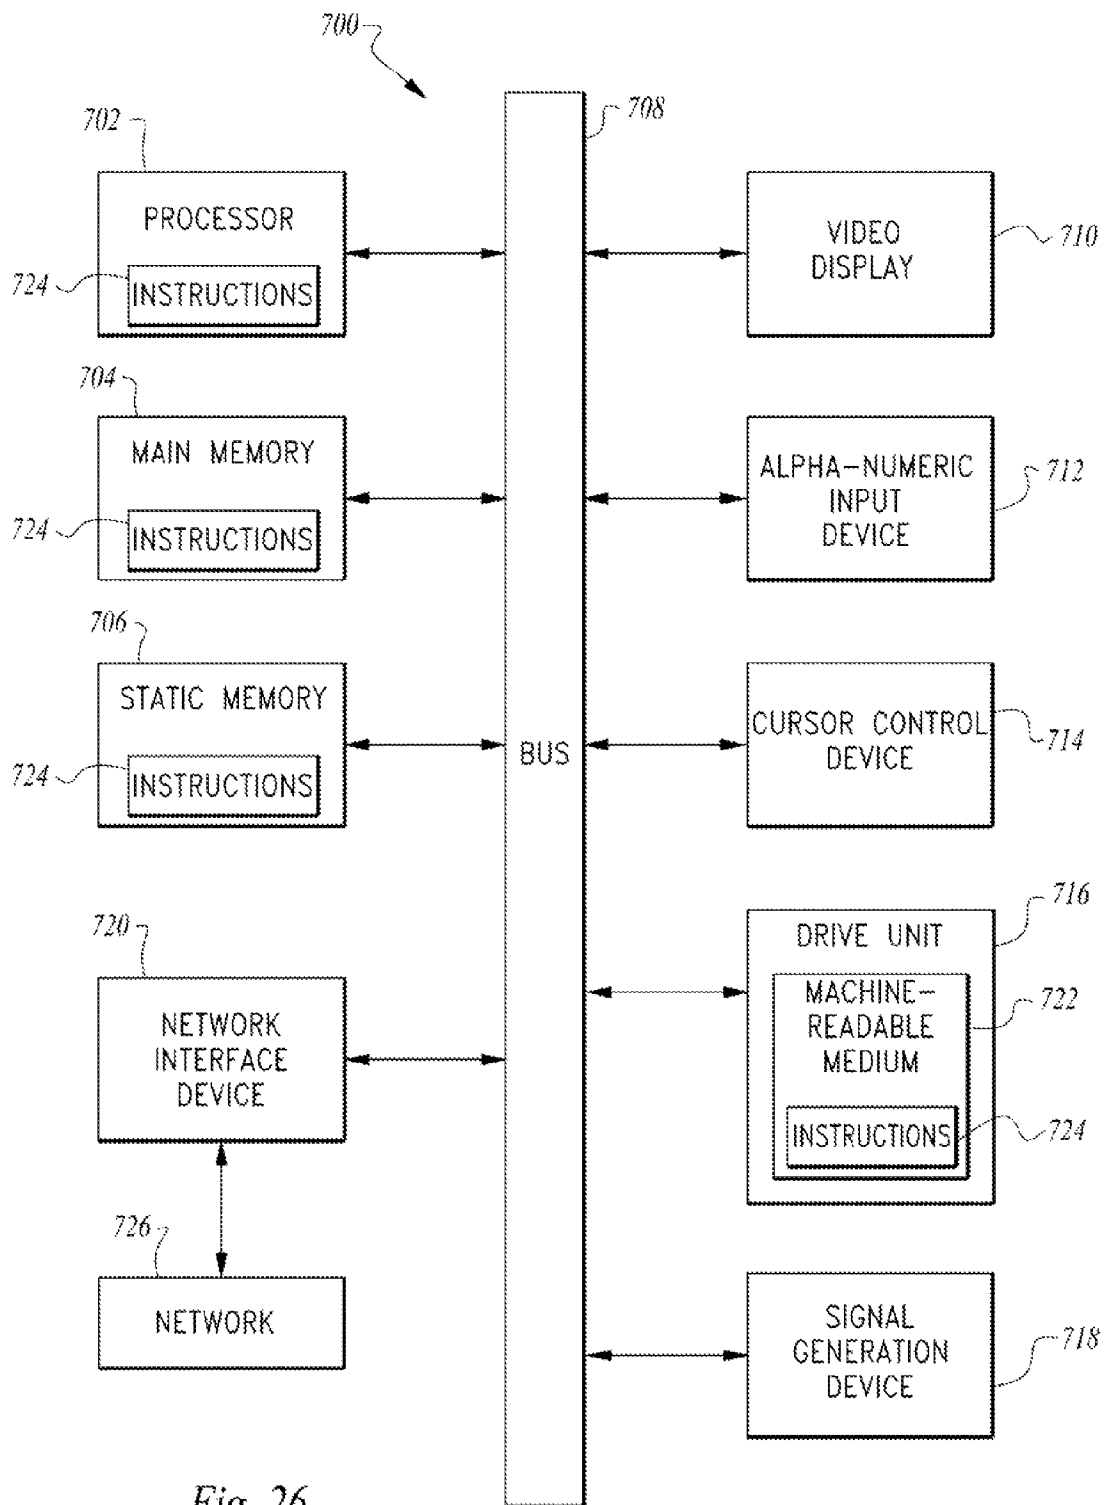 700
708
702
PROCESSOR
724
INSTRUCTIONS
704
MAIN MEMORY
724
INSTRUCTIONS
706
STATIC MEMORY
724
INSTRUCTIONS
720
NETWORK
INTERFACE
DEVICE
726
NETWORK
BUS
VIDEO
DISPLAY
710
ALPHA-NUMERIC
INPUT
DEVICE
712
CURSOR CONTROL
DEVICE
714
716
DRIVE UNIT
MACHINE-
READABLE
MEDIUM
722
INSTRUCTIONS
724
SIGNAL
GENERATION
DEVICE
718
Fig. 26